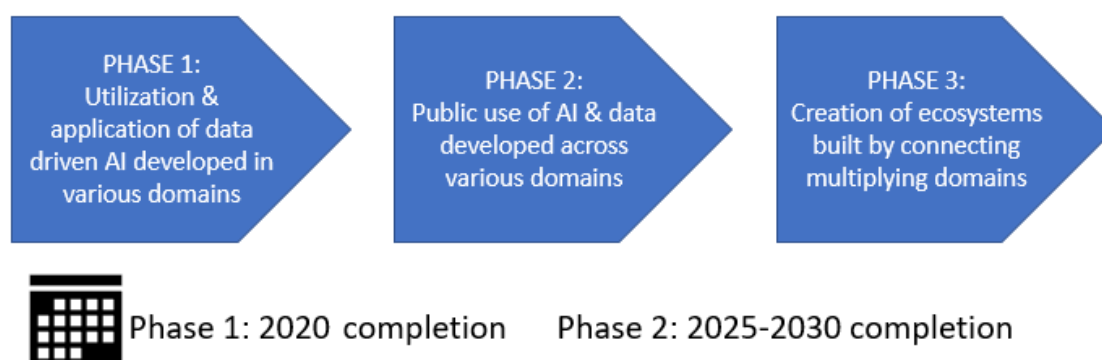 PHASE 1:
Utilization &
application of data
driven AI developed in
various domains
PHASE 2:
Public use of AI & data
developed across
various domains
PHASE 3:
Creation of ecosystems
built by connecting
multiplying domains
Phase 1: 2020 completion
Phase 2: 2025-2030 completion